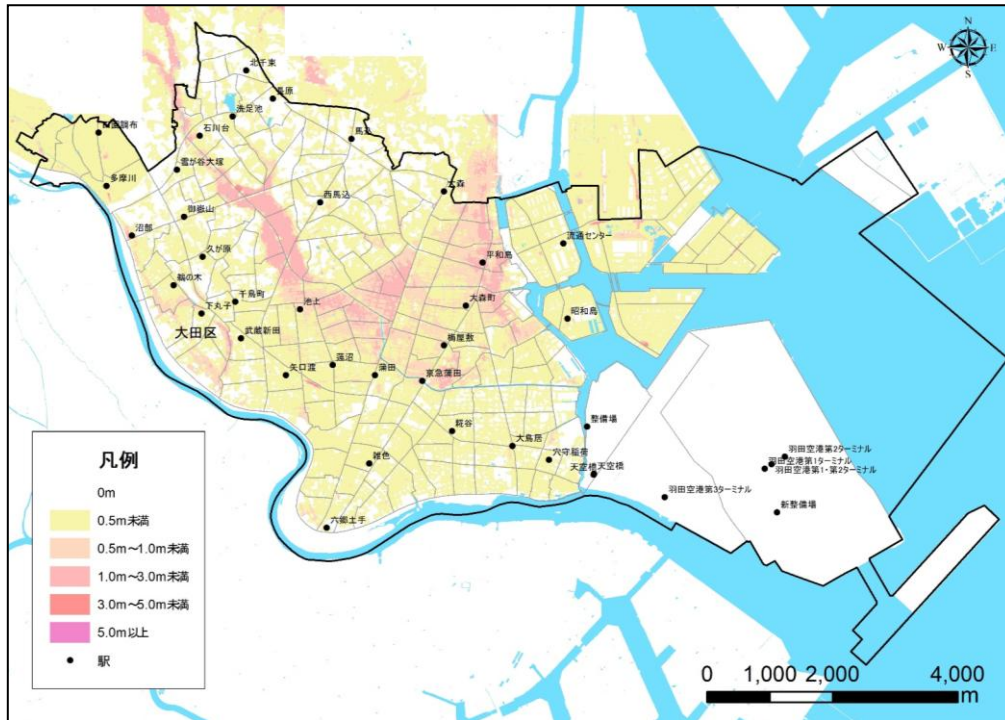 N
W E
S
北千束
長原
洗足池
石川台
馬込
田園調布
雪が谷大塚
多摩川
大森
西馬込
御嶽山
沼部
流通センター
久が原
平和島
鵜の木
千鳥町
池上
大森町
下丸子
昭和島
大田区
武蔵新田
梅屋敷
蓮沼
矢口渡
蒲田
京急蒲田
整備場
糀谷
大鳥居
穴守稲荷
雑色
天空橋
天空橋
羽田空港第2ターミナル
羽田空港第1ターミナル
羽田空港第1・第2ターミナル
羽田空港第3ターミナル
新整備場
六郷土手
凡例
0m
0.5m未満
0.5m～1.0m未満
1.0m～3.0m未満
3.0m～5.0m未満
5.0m以上
駅
0 1,000 2,000 4,000
m